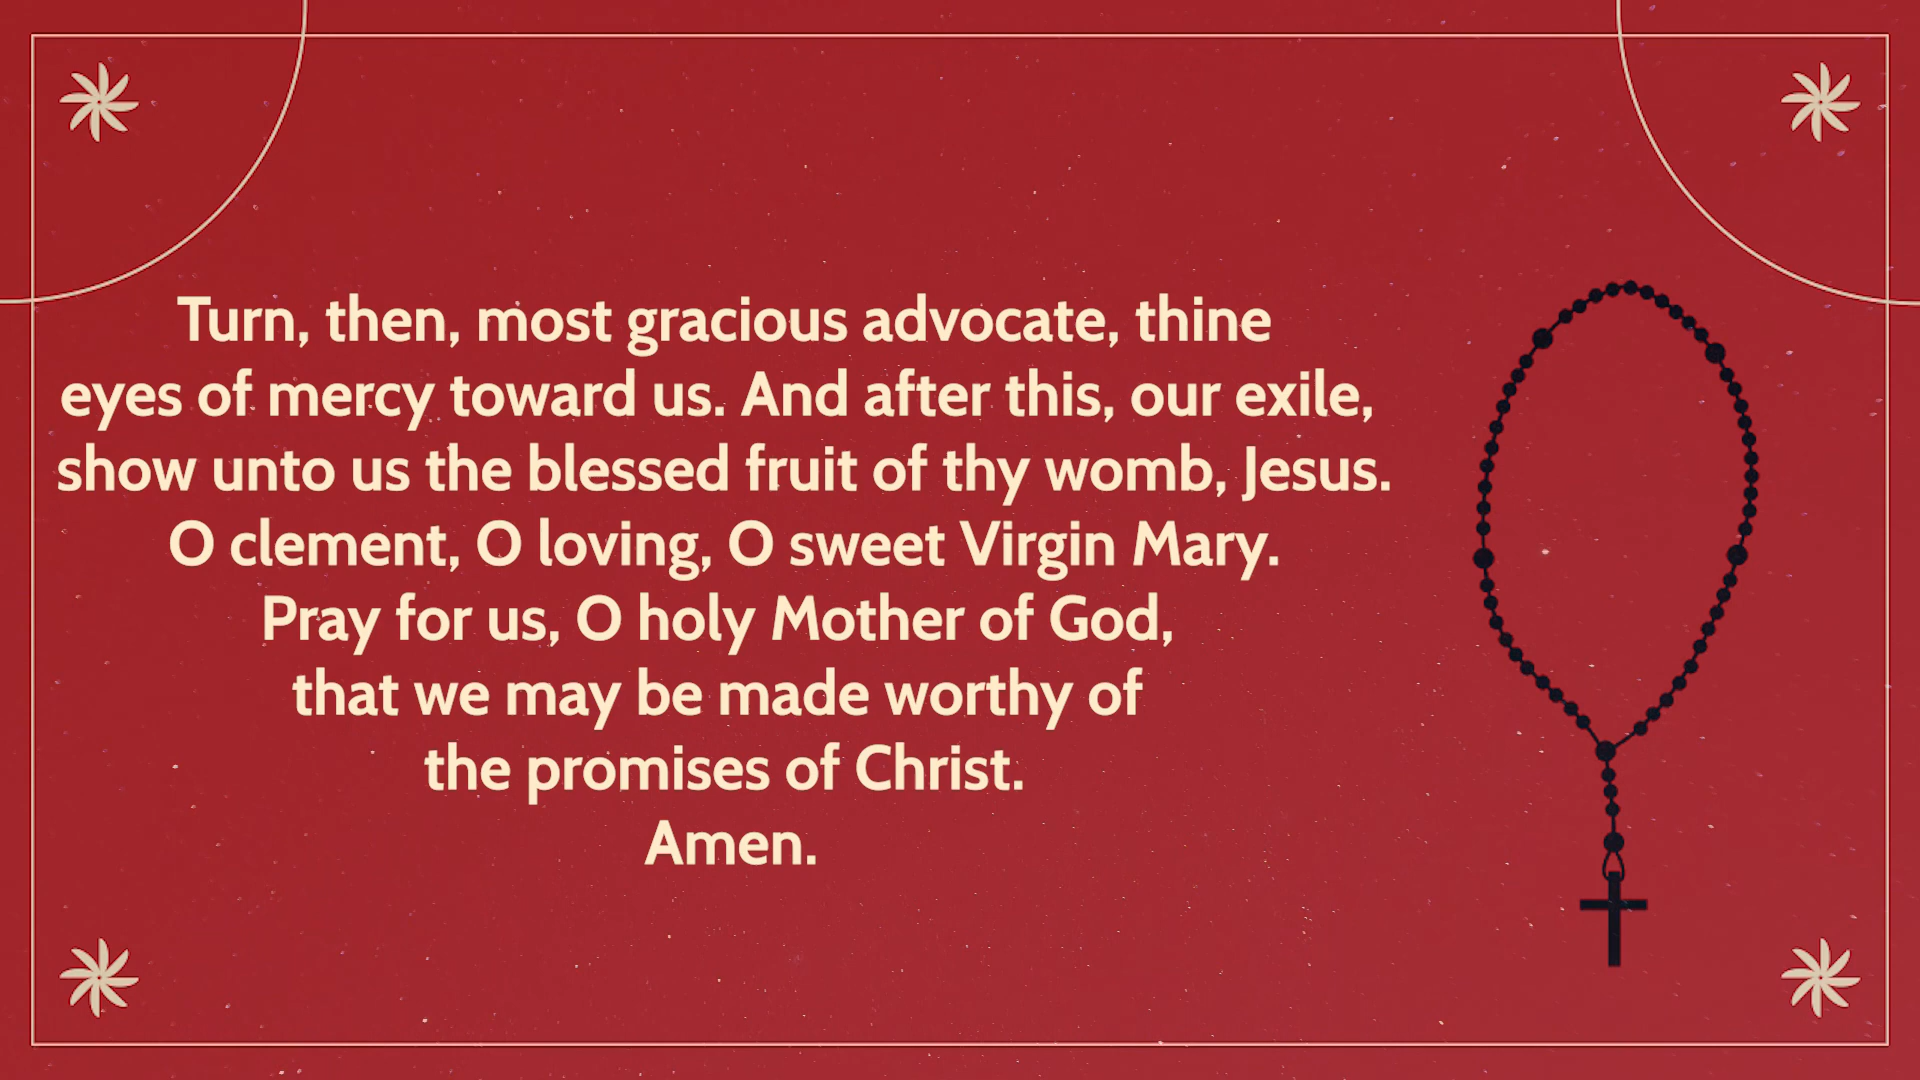 Turn, then, most gracious advocate, thine
eyes of mercy toward us. And after this, our exile,
show unto us the blessed fruit of thy womb, Jesus.
O clement, O loving, O sweet Virgin Mary.
Pray for us, O holy Mother of God,
that we may be made worthy of
the promises of Christ.
Amen.